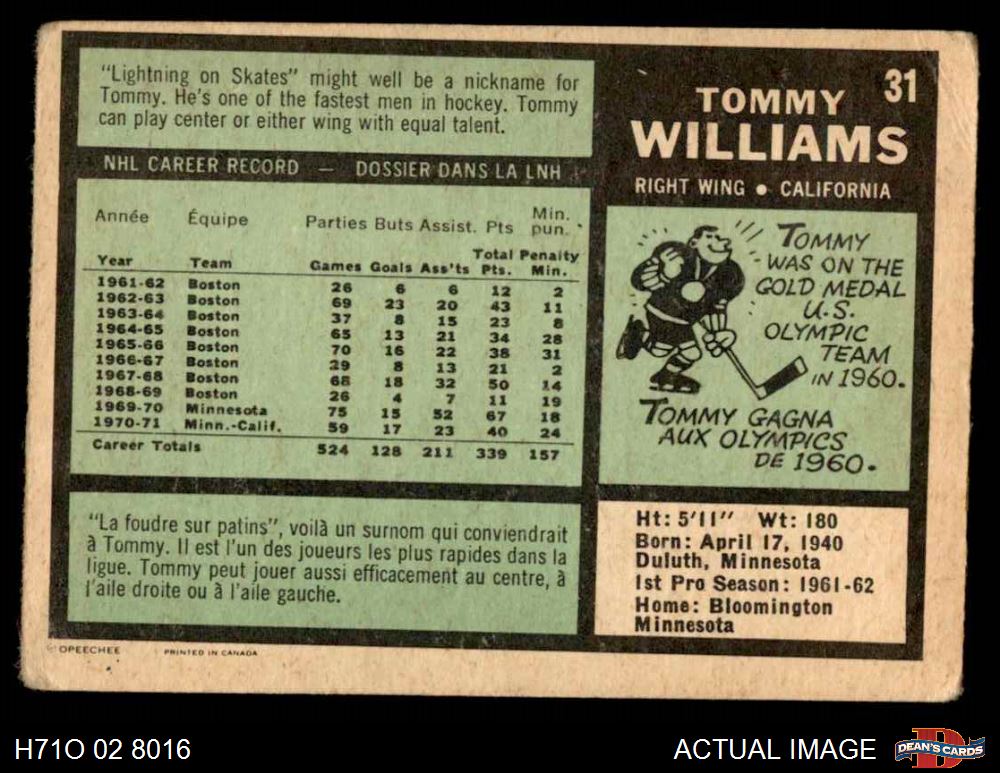 "Lightning on Skates" might well be a nickname for
Tommy. He's one of the fastest men in hockey. Tommy
can play center or either wing with equal talent.
31
TOMMY
WILLIAMS
RIGHT WING ● CALIFORNIA
NHL CAREER RECORD — DOSSIER DANS LA LNH
Année Équipe Parties Buts Assist. Pts Min. pun.
Year Team Games Goals Ass'ts Total Pts. Penalty Min.
1961-62 Boston 26 6 6 12 2
1962-63 Boston 69 23 20 43 11
1963-64 Boston 37 8 15 23 8
1964-65 Boston 65 13 21 34 28
1965-66 Boston 70 16 22 38 31
1966-67 Boston 29 8 13 21 2
1967-68 Boston 68 18 32 50 14
1968-69 Boston 26 4 7 11 19
1969-70 Minnesota 75 15 52 67 18
1970-71 Minn.-Calif. 59 17 23 40 24
Career Totals 524 128 211 339 157
TOMMY
WAS ON THE
GOLD MEDAL
U.S.
OLYMPIC
TEAM
IN 1960.
TOMMY GAGNA
AUX OLYMPICS
DE 1960.
"La foudre sur patins", voilà un surnom qui conviendrait
à Tommy. Il est l'un des joueurs les plus rapides dans la
ligue. Tommy peut jouer aussi efficacement au centre, à
l'aile droite ou à l'aile gauche.
Ht: 5'11" Wt: 180
Born: April 17, 1940
Duluth, Minnesota
1st Pro Season: 1961-62
Home: Bloomington
Minnesota
© OPEECHEE PRINTED IN CANADA
H71O 02 8016
ACTUAL IMAGE
DEAN'S CARDS